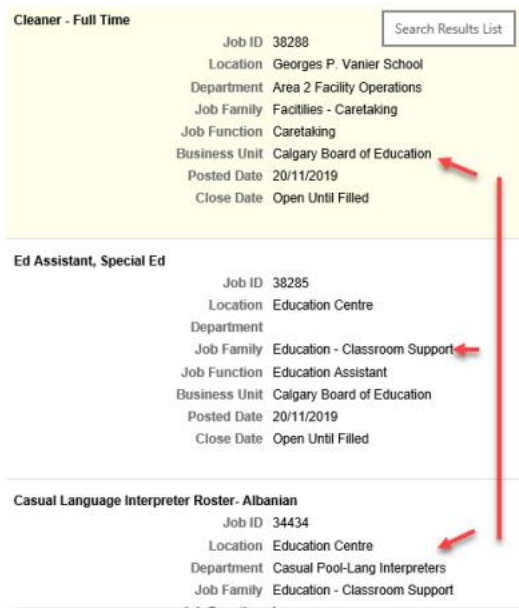 Cleaner - Full Time
Search Results List
Job ID 38288
Location Georges P. Vanier School
Department Area 2 Facility Operations
Job Family Facitilies - Caretaking
Job Function Caretaking
Business Unit Calgary Board of Education
Posted Date 20/11/2019
Close Date Open Until Filled
Ed Assistant, Special Ed
Job ID 38285
Location Education Centre
Department
Job Family Education - Classroom Support
Job Function Education Assistant
Business Unit Calgary Board of Education
Posted Date 20/11/2019
Close Date Open Until Filled
Casual Language Interpreter Roster- Albanian
Job ID 34434
Location Education Centre
Department Casual Pool-Lang Interpreters
Job Family Education - Classroom Support